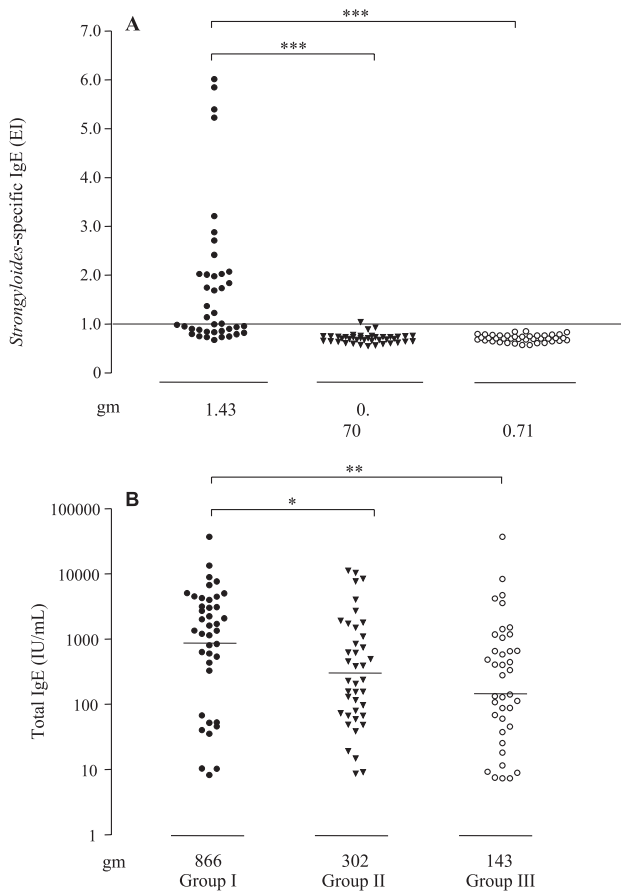 A
***
***
7.0
6.0
5.0
4.0
3.0
2.0
1.0
0
Strongyloides-specific IgE (EI)
gm
1.43
0.
70
0.71
B
**
*
100000
10000
1000
100
10
1
Total IgE (IU/mL)
gm
866
302
143
Group I
Group II
Group III